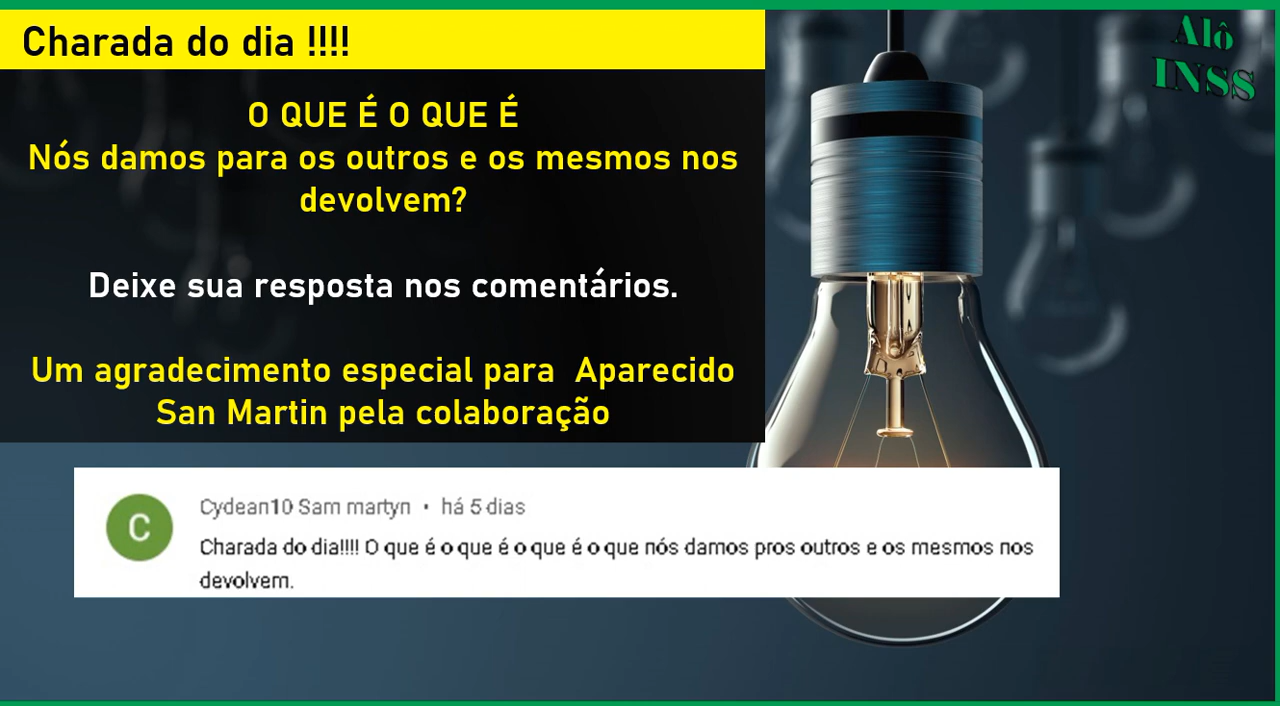 Charada do dia !!!!
Alô
INSS
O QUE É O QUE É
Nós damos para os outros e os mesmos nos
devolvem?
Deixe sua resposta nos comentários.
Um agradecimento especial para Aparecido
San Martin pela colaboração
C
Cydean10 Sam martyn • há 5 dias
Charada do dia!!!! O que é o que é o que é o que nós damos pros outros e os mesmos nos
devolvem.